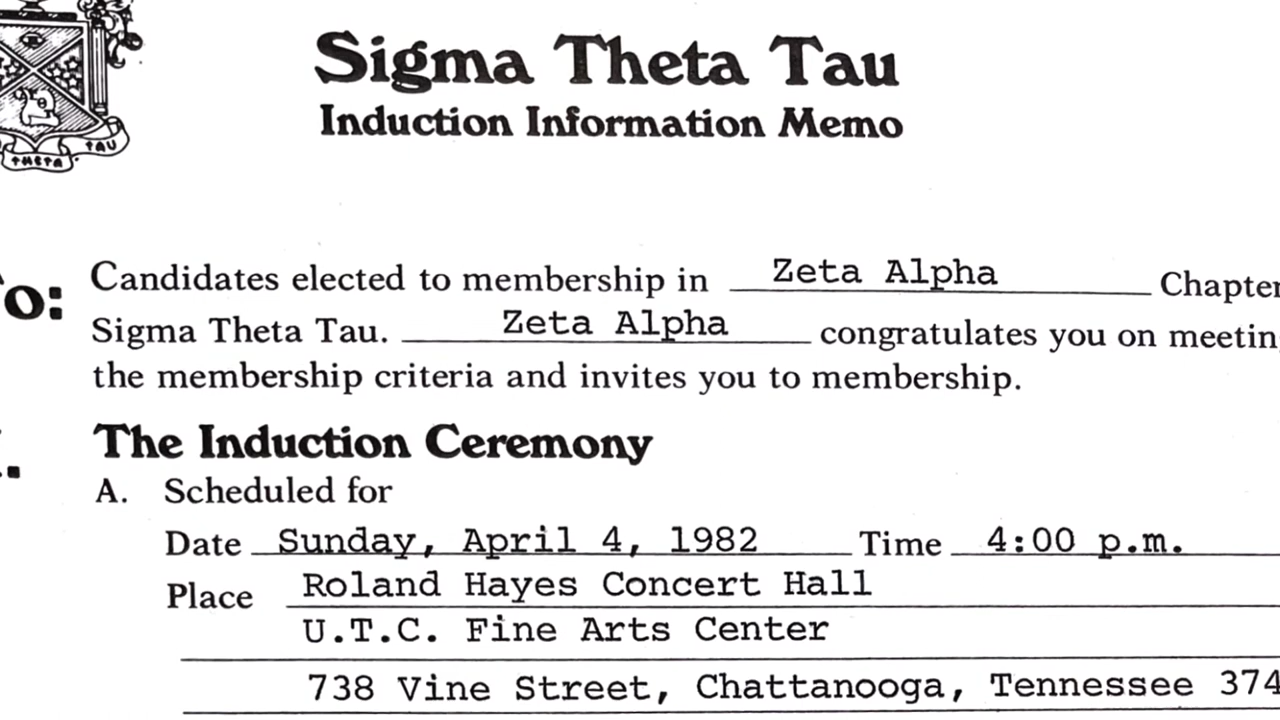 Sigma Theta Tau
Induction Information Memo
THETA TAU
Candidates elected to membership in Zeta Alpha Chapter
Sigma Theta Tau. Zeta Alpha congratulates you on
the membership criteria and invites you to membership.
The Induction Ceremony
A. Scheduled for
Date Sunday, April 4, 1982 Time 4:00 p.m.
Place Roland Hayes Concert Hall
U.T.C. Fine Arts Center
738 Vine Street, Chattanooga, Tennessee 374